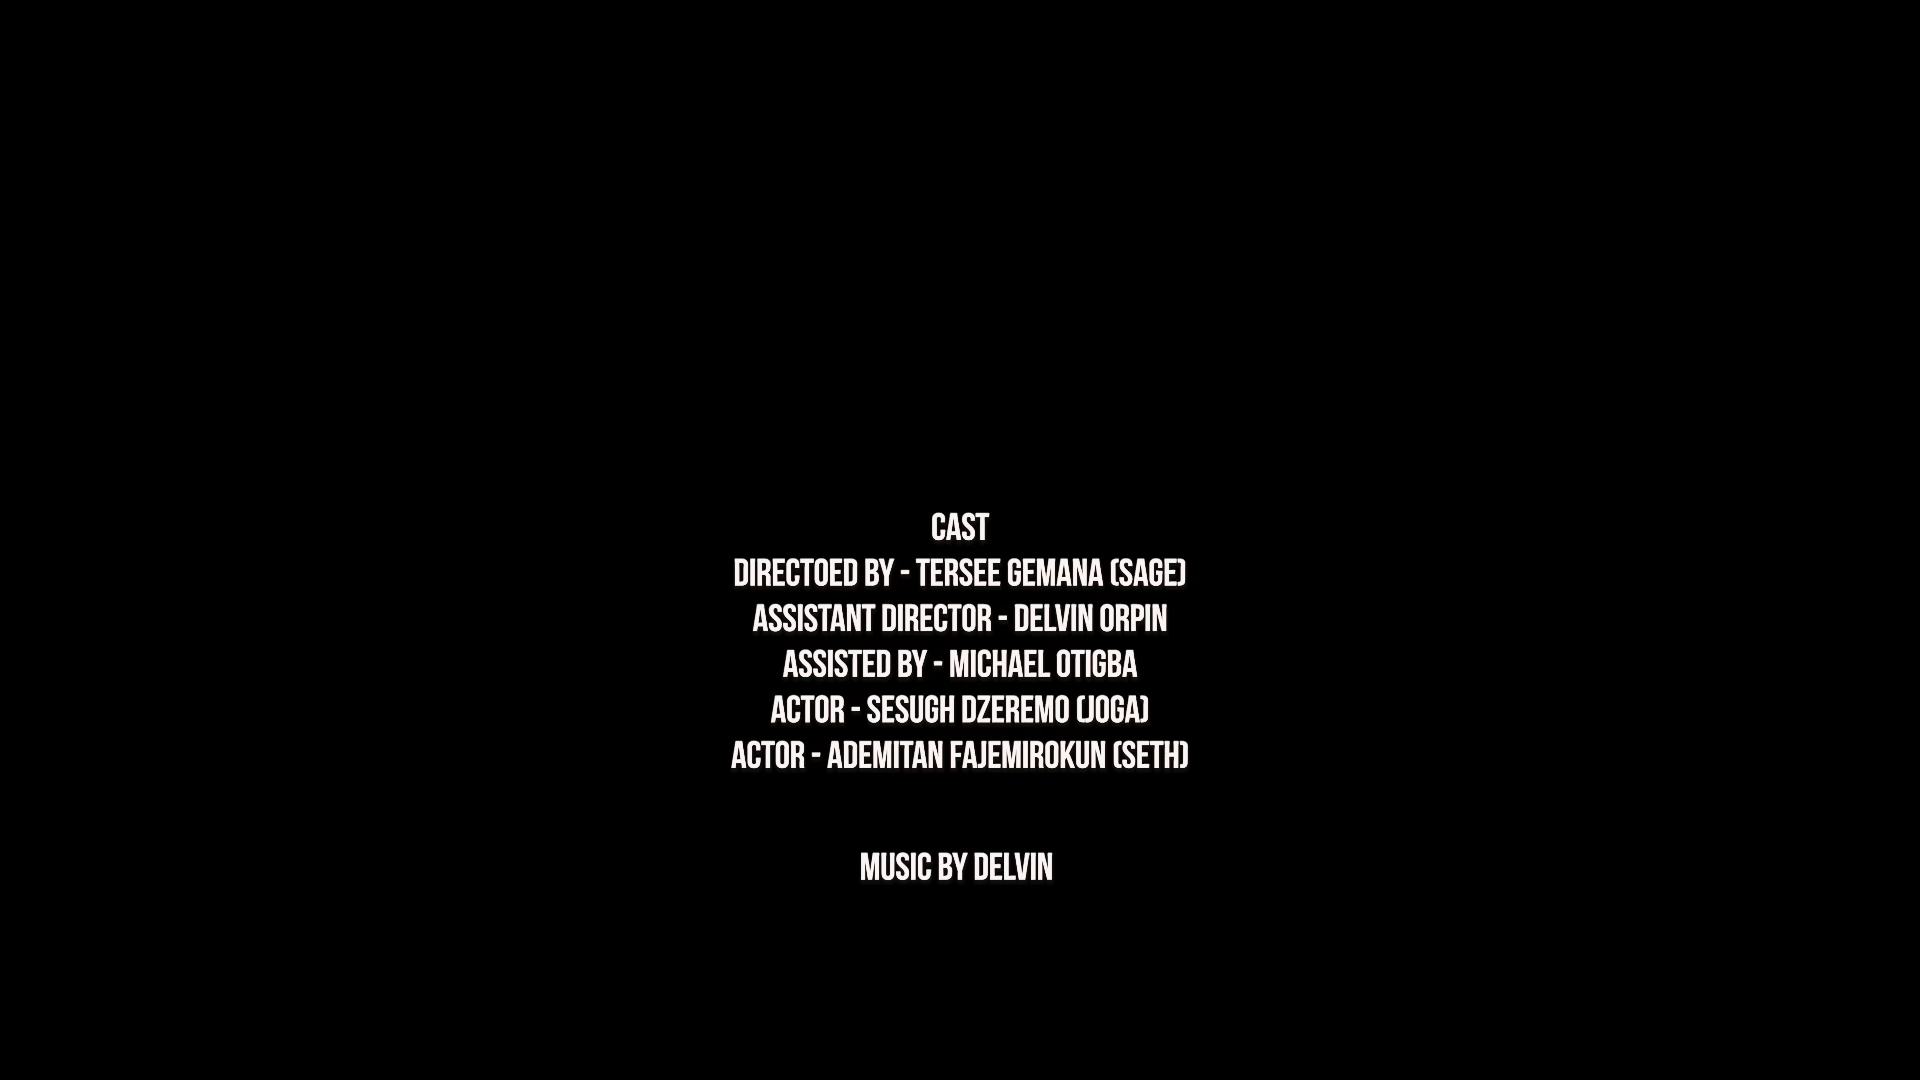 CAST
DIRECTOED BY - TERSEE GEMANA (SAGE)
ASSISTANT DIRECTOR - DELVIN ORPIN
ASSISTED BY - MICHAEL OTIGBA
ACTOR - SESUGH DZEREMO (JOGA)
ACTOR - ADEMITAN FAJEMIROKUN (SETH)
MUSIC BY DELVIN